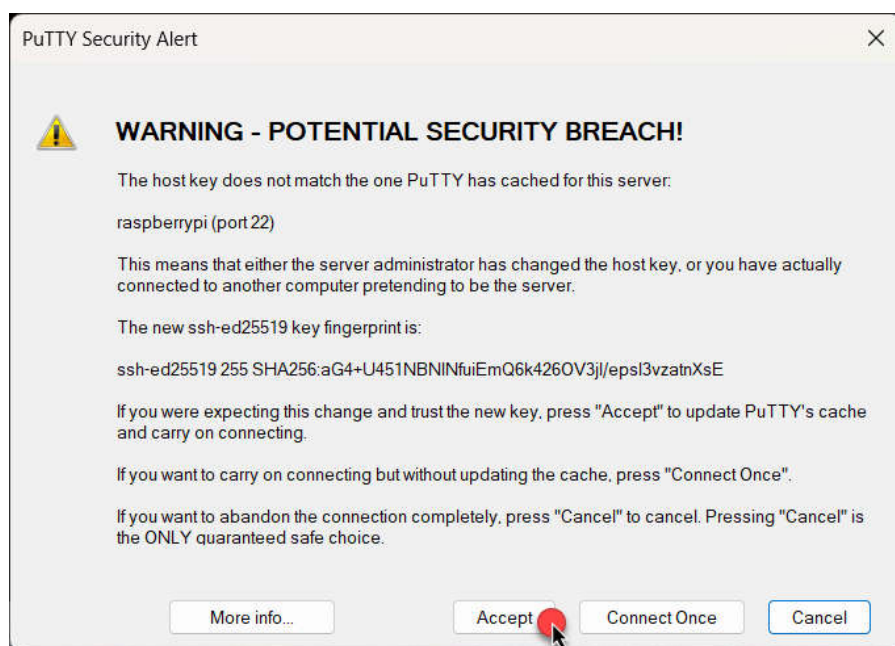 PuTTY Security Alert
WARNING - POTENTIAL SECURITY BREACH!
The host key does not match the one PuTTY has cached for this server:
raspberrypi (port 22)
This means that either the server administrator has changed the host key, or you have actually
connected to another computer pretending to be the server.
The new ssh-ed25519 key fingerprint is:
ssh-ed25519 255 SHA256:aG4+U451NBNINfuiEmQ6k426OV3jI/epsl3vzatnXsE
If you were expecting this change and trust the new key, press "Accept" to update PuTTY's cache
and carry on connecting.
If you want to carry on connecting but without updating the cache, press "Connect Once".
If you want to abandon the connection completely, press "Cancel" to cancel. Pressing "Cancel" is
the ONLY guaranteed safe choice.
More info... Accept Connect Once Cancel